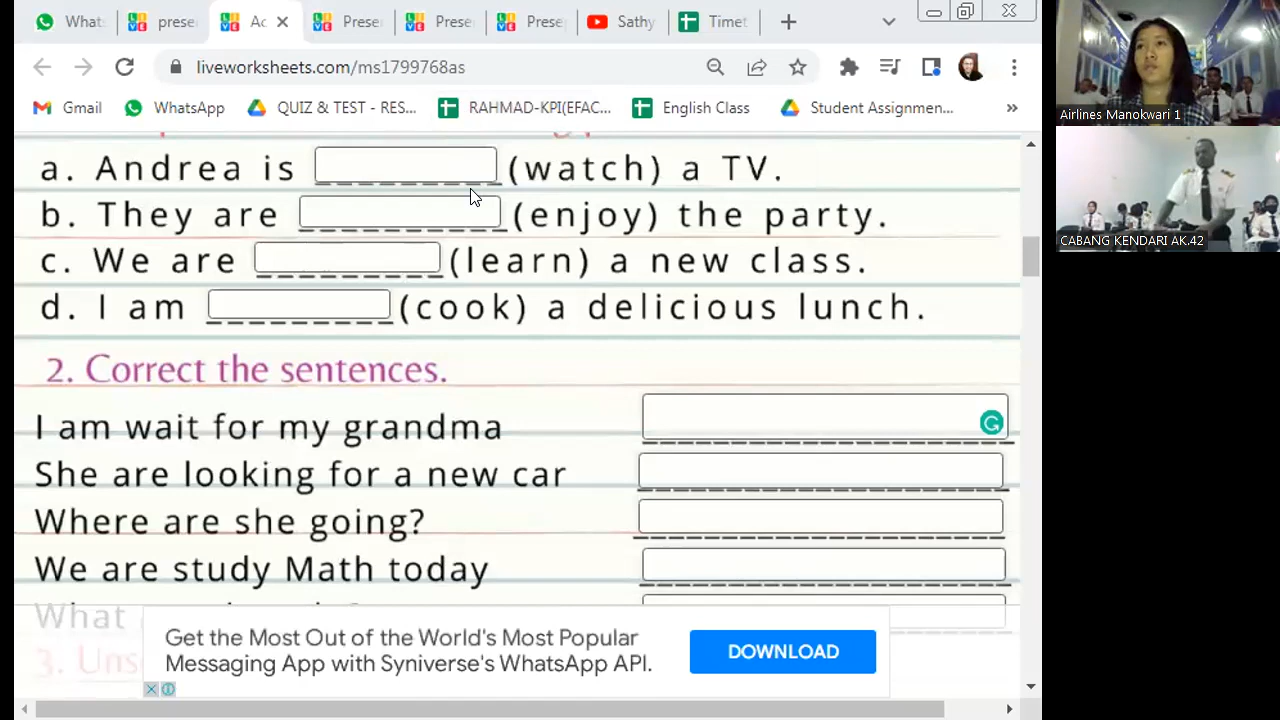 Whats
prese
Ac
Prese
Prese
Prese
Sathy
Timet
liveworksheets.com/ms1799768as
Gmail
WhatsApp
QUIZ & TEST - RES...
RAHMAD-KPI(EFAC...
English Class
Student Assignmen...
»
a. Andrea is (watch) a TV.
b. They are (enjoy) the party.
c. We are (learn) a new class.
d. I am (cook) a delicious lunch.
2. Correct the sentences.
I am wait for my grandma
She are looking for a new car
Where are she going?
We are study Math today
What
3. Uns
Get the Most Out of the World's Most Popular
Messaging App with Syniverse's WhatsApp API.
DOWNLOAD
Airlines Manokwari 1
CABANG KENDARI AK.42